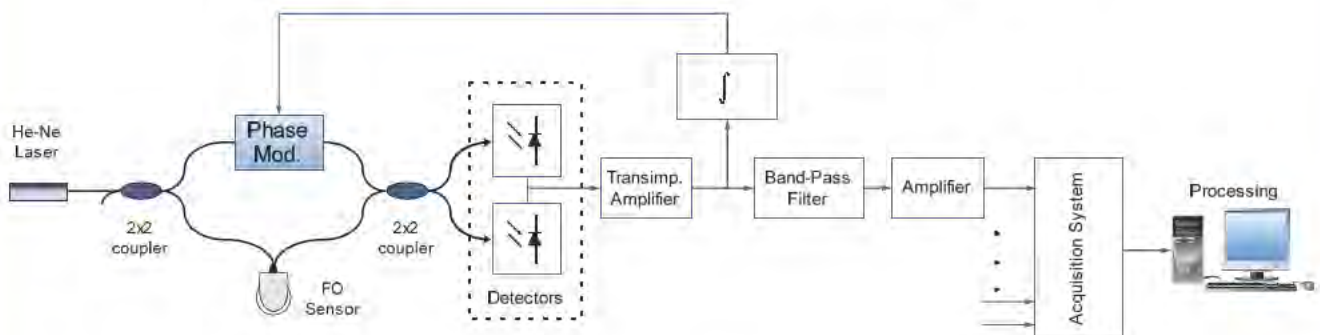 He-Ne
Laser
2x2
coupler
Phase
Mod.
FO
Sensor
2x2
coupler
Detectors
Transimp.
Amplifier
∫
Band-Pass
Filter
Amplifier
Acquisition System
Processing